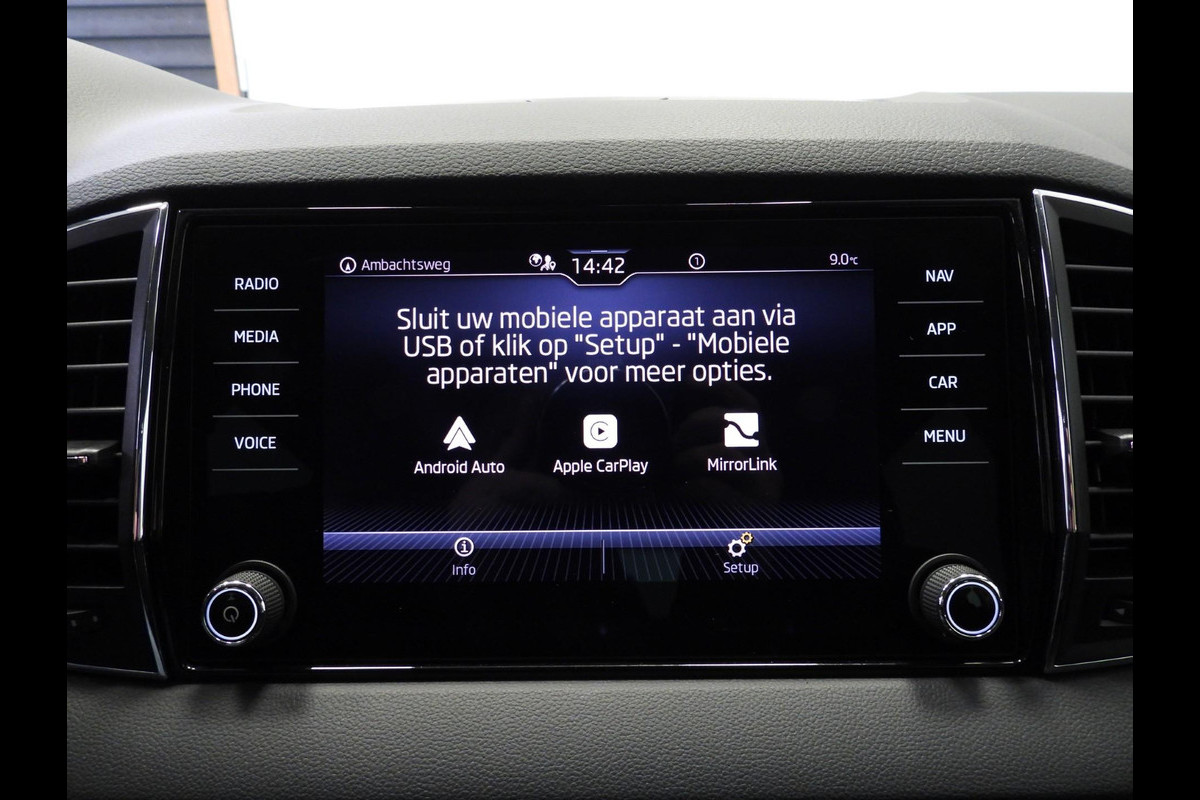 Ambachtsweg
14:42
1
9.0°C
RADIO
MEDIA
PHONE
VOICE
Sluit uw mobiele apparaat aan via
USB of klik op "Setup" - "Mobiele
apparaten" voor meer opties.
Android Auto
Apple CarPlay
MirrorLink
Info
Setup
NAV
APP
CAR
MENU